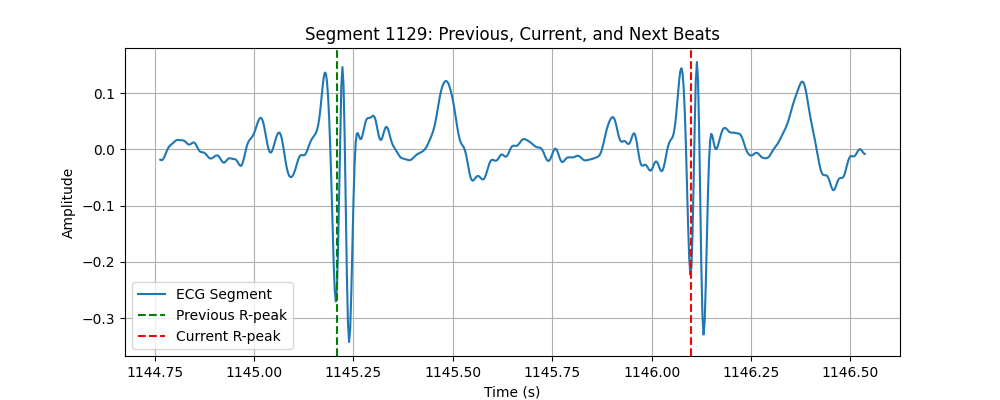 Segment 1129: Previous, Current, and Next Beats
Amplitude
0.1
0.0
−0.1
−0.2
−0.3
ECG Segment
Previous R-peak
Current R-peak
1144.75 1145.00 1145.25 1145.50 1145.75 1146.00 1146.25 1146.50
Time (s)